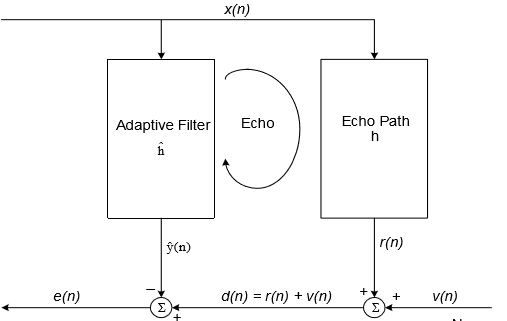 x(n)
Adaptive Filter
ĥ
Echo
Echo Path
h
ŷ(n)
r(n)
e(n)
−
Σ
+
d(n) = r(n) + v(n)
+
Σ
+
v(n)